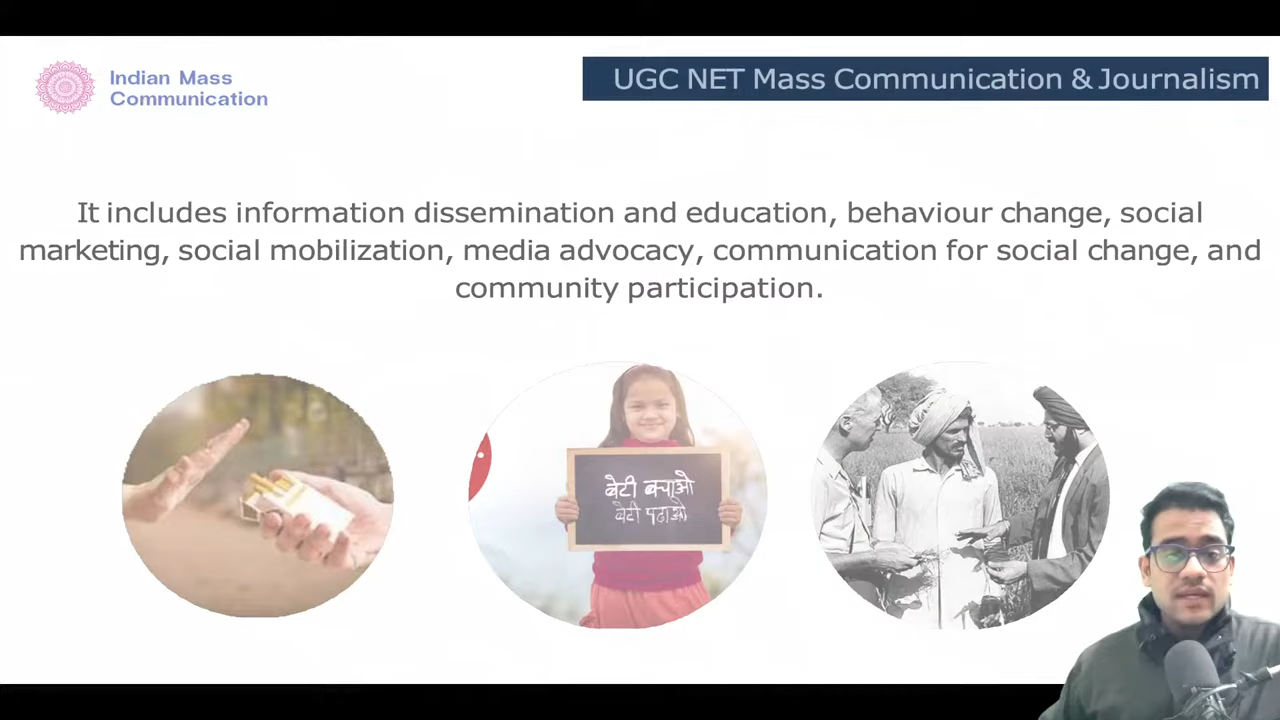 Indian Mass
Communication
UGC NET Mass Communication & Journalism
It includes information dissemination and education, behaviour change, social
marketing, social mobilization, media advocacy, communication for social change, and
community participation.
बेटी बचाओ
बेटी पढाओ